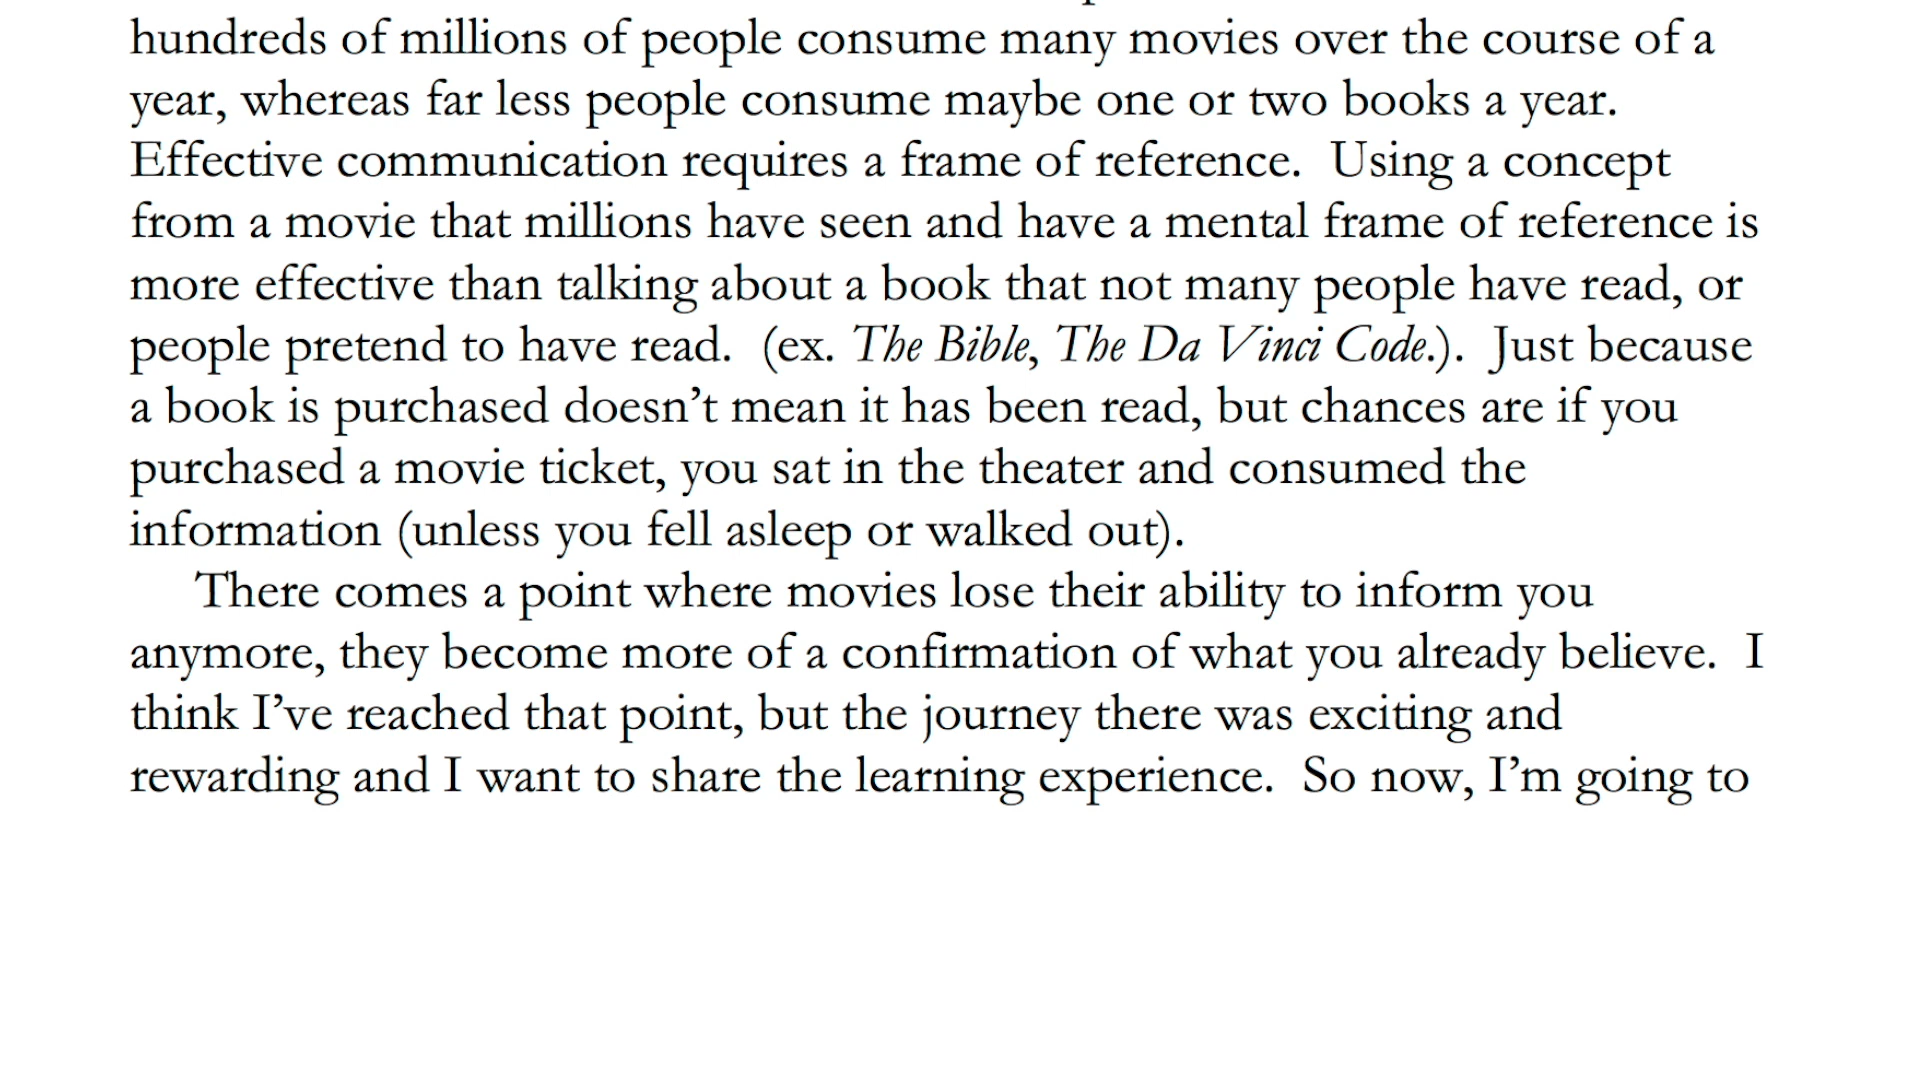 hundreds of millions of people consume many movies over the course of a
year, whereas far less people consume maybe one or two books a year.
Effective communication requires a frame of reference.  Using a concept
from a movie that millions have seen and have a mental frame of reference is
more effective than talking about a book that not many people have read, or
people pretend to have read.  (ex. The Bible, The Da Vinci Code.).  Just because
a book is purchased doesn’t mean it has been read, but chances are if you
purchased a movie ticket, you sat in the theater and consumed the
information (unless you fell asleep or walked out).
There comes a point where movies lose their ability to inform you
anymore, they become more of a confirmation of what you already believe.  I
think I’ve reached that point, but the journey there was exciting and
rewarding and I want to share the learning experience.  So now, I’m going to